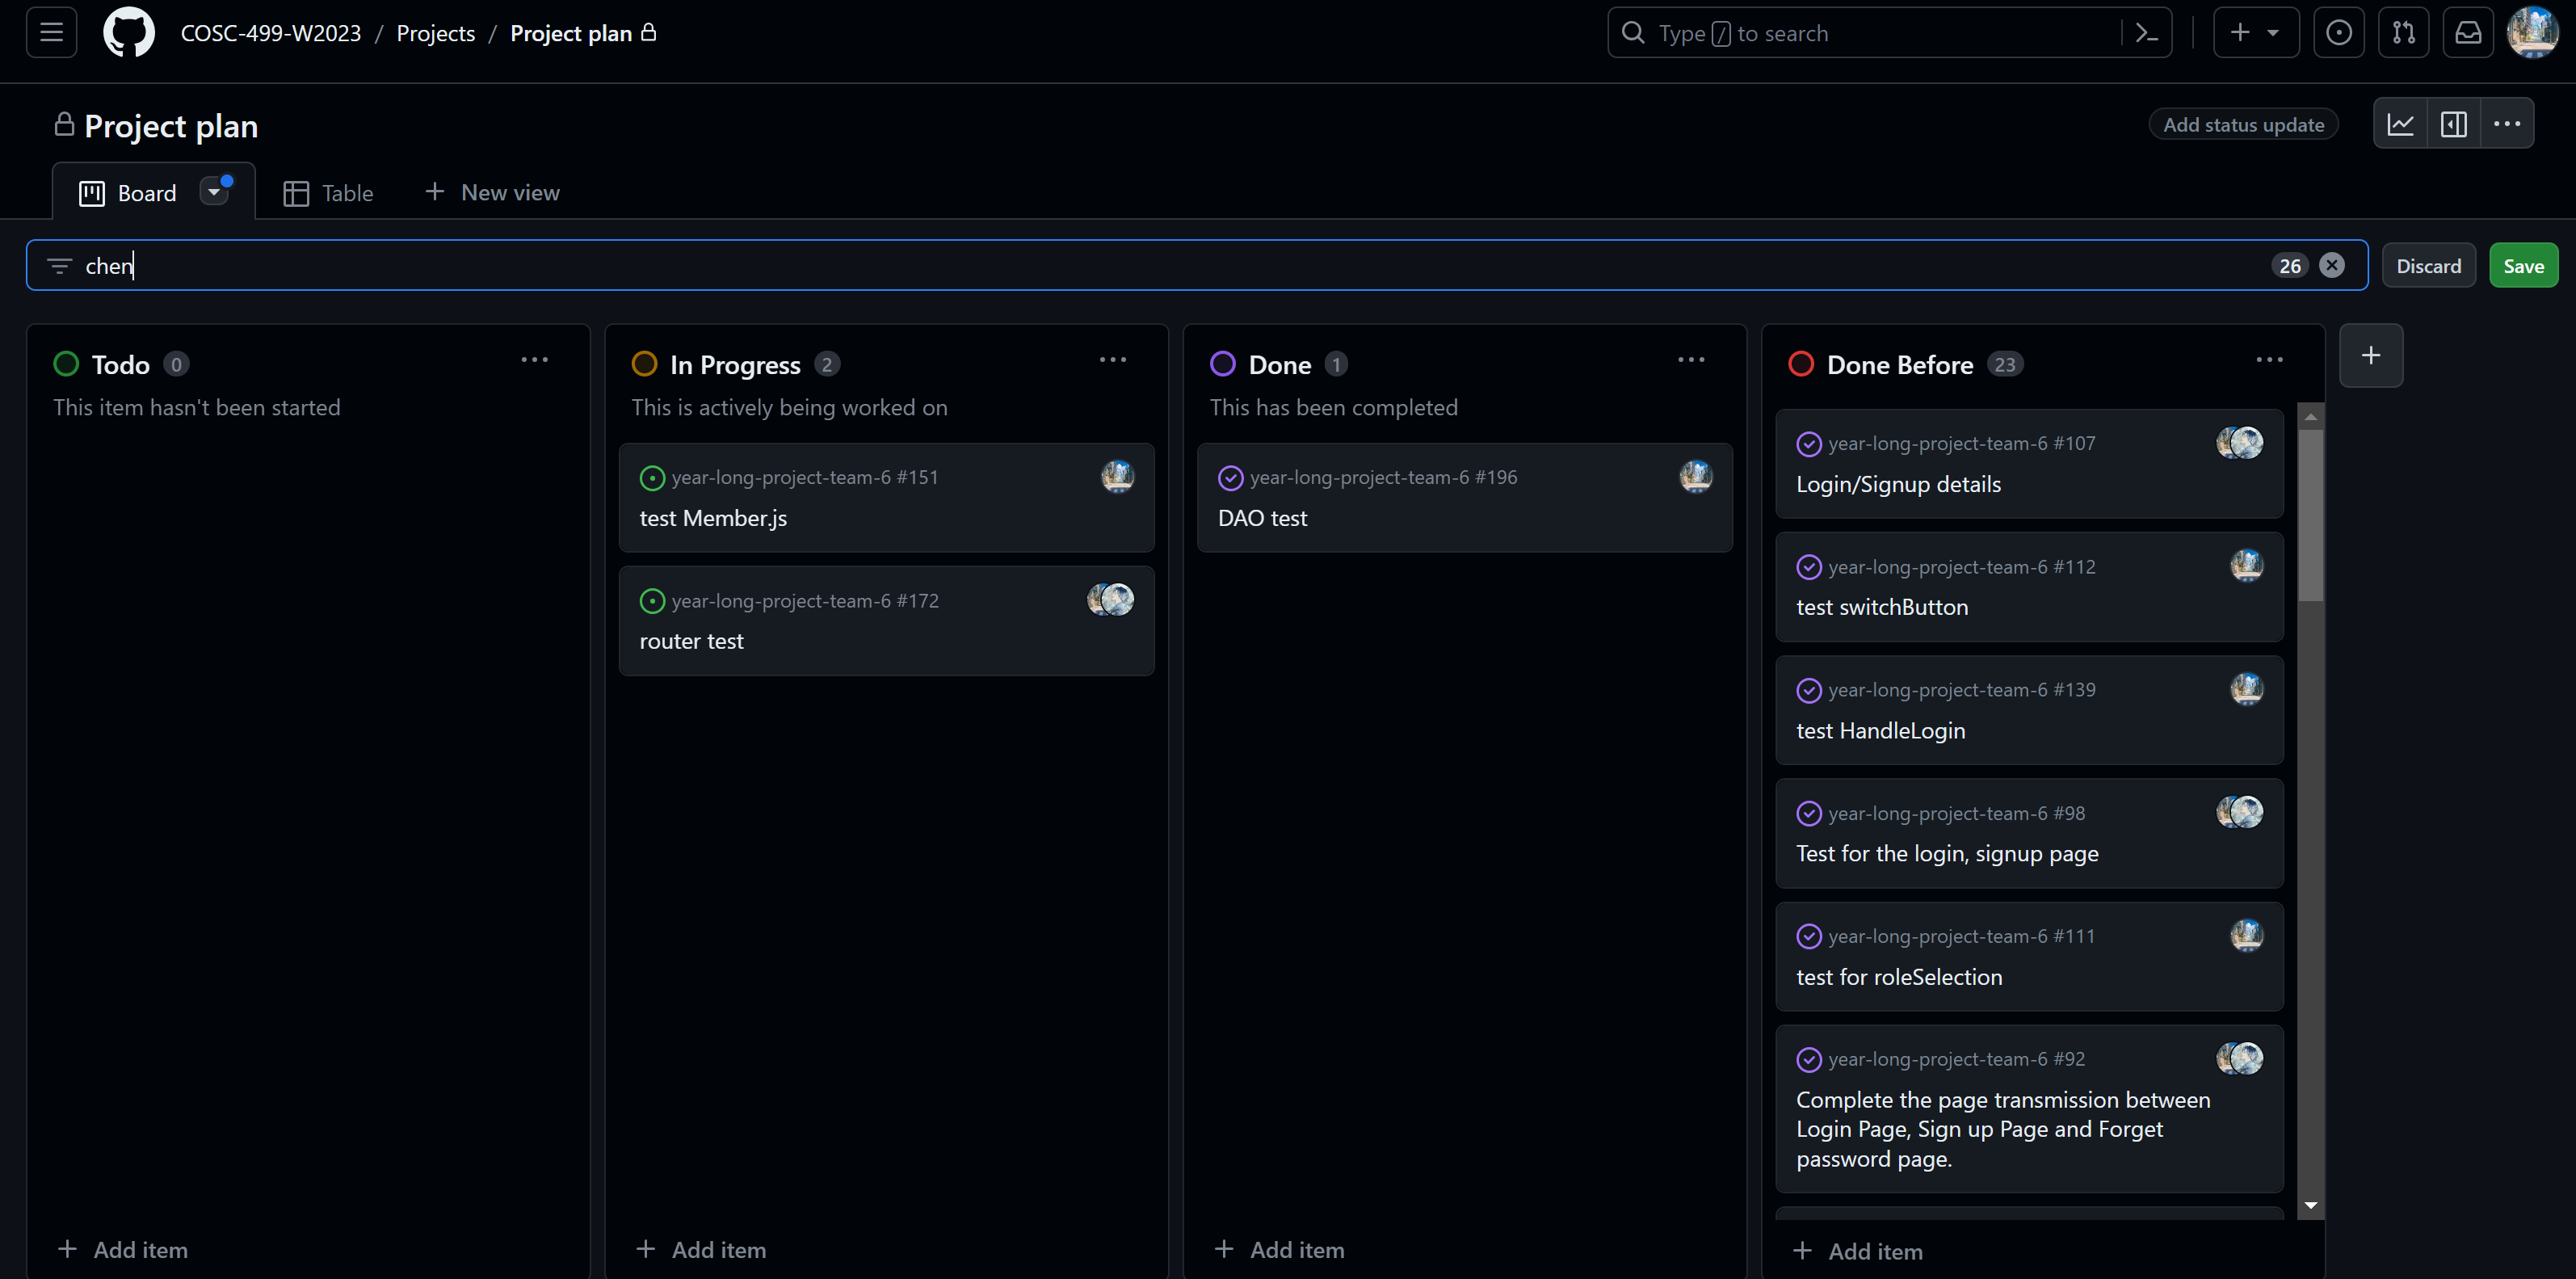 COSC-499-W2023 / Projects / Project plan
Type / to search
Project plan
Add status update
Board
Table
New view
chen
26
Discard
Save
Todo 0
This item hasn't been started
Add item
In Progress 2
This is actively being worked on
year-long-project-team-6 #151
test Member.js
year-long-project-team-6 #172
router test
Add item
Done 1
This has been completed
year-long-project-team-6 #196
DAO test
Add item
Done Before 23
year-long-project-team-6 #107
Login/Signup details
year-long-project-team-6 #112
test switchButton
year-long-project-team-6 #139
test HandleLogin
year-long-project-team-6 #98
Test for the login, signup page
year-long-project-team-6 #111
test for roleSelection
year-long-project-team-6 #92
Complete the page transmission between
Login Page, Sign up Page and Forget
password page.
Add item